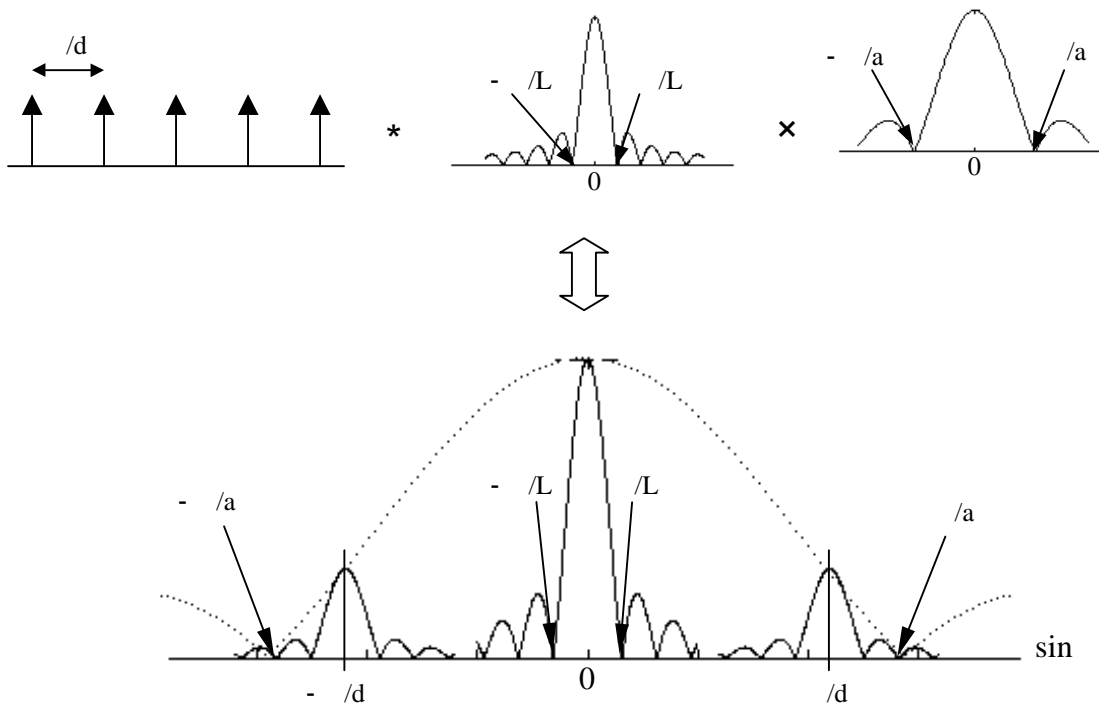 /d
- /L /L
- /a /a
*
×
0
0
- /a
- /L /L
/a
sin
0
- /d /d